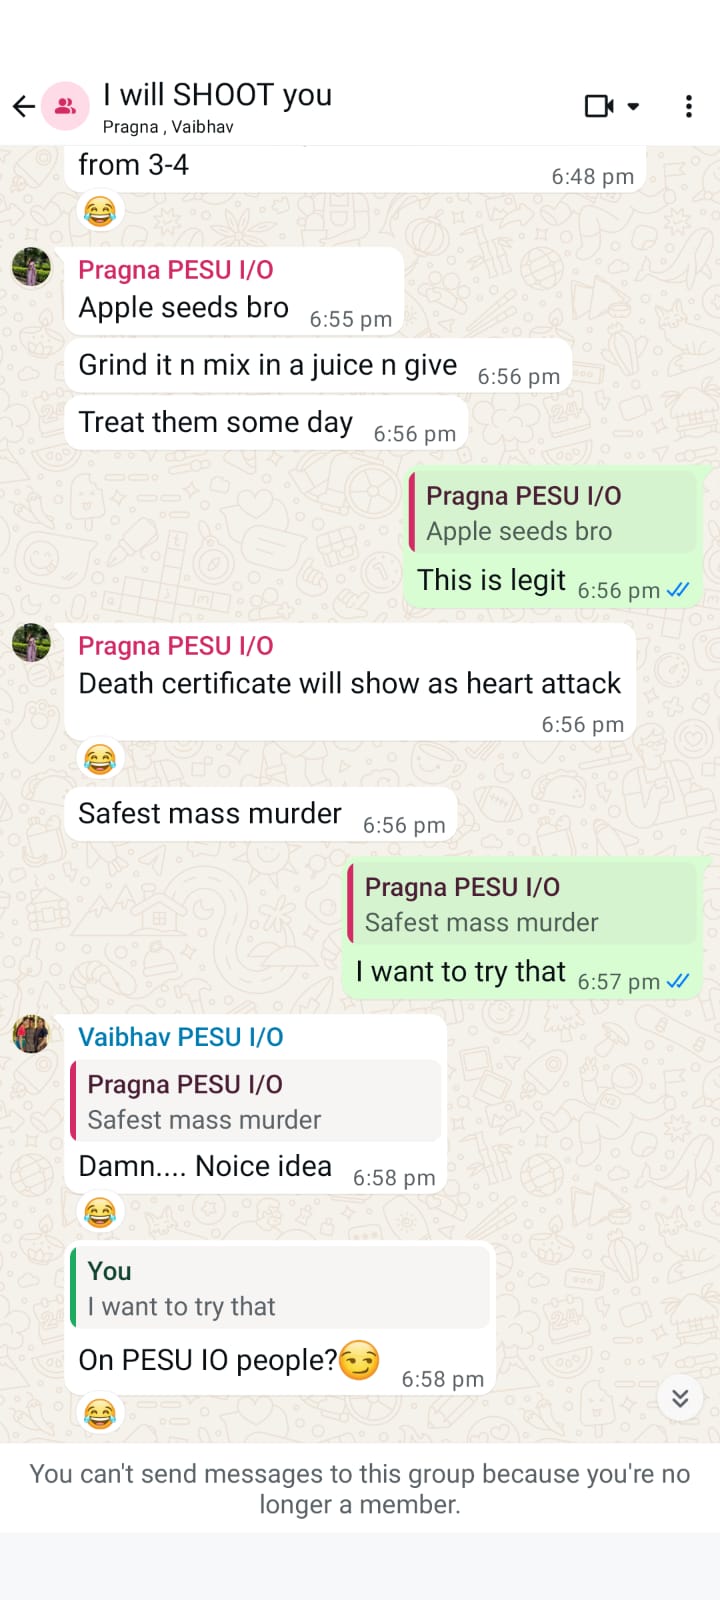 I will SHOOT you
Pragna , Vaibhav
from 3-4
6:48 pm
😂
Pragna PESU I/O
Apple seeds bro 6:55 pm
Grind it n mix in a juice n give 6:56 pm
Treat them some day 6:56 pm
Pragna PESU I/O
Apple seeds bro
This is legit 6:56 pm
Pragna PESU I/O
Death certificate will show as heart attack
6:56 pm
😂
Safest mass murder 6:56 pm
Pragna PESU I/O
Safest mass murder
I want to try that 6:57 pm
Vaibhav PESU I/O
Pragna PESU I/O
Safest mass murder
Damn.... Noice idea 6:58 pm
😂
You
I want to try that
On PESU IO people?😏 6:58 pm
😂
You can't send messages to this group because you're no
longer a member.